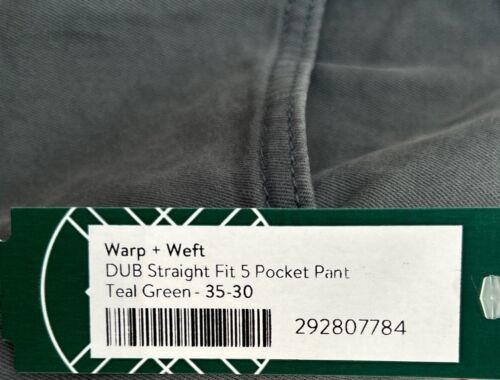 Warp + Weft
DUB Straight Fit 5 Pocket Pant
Teal Green - 35-30
292807784